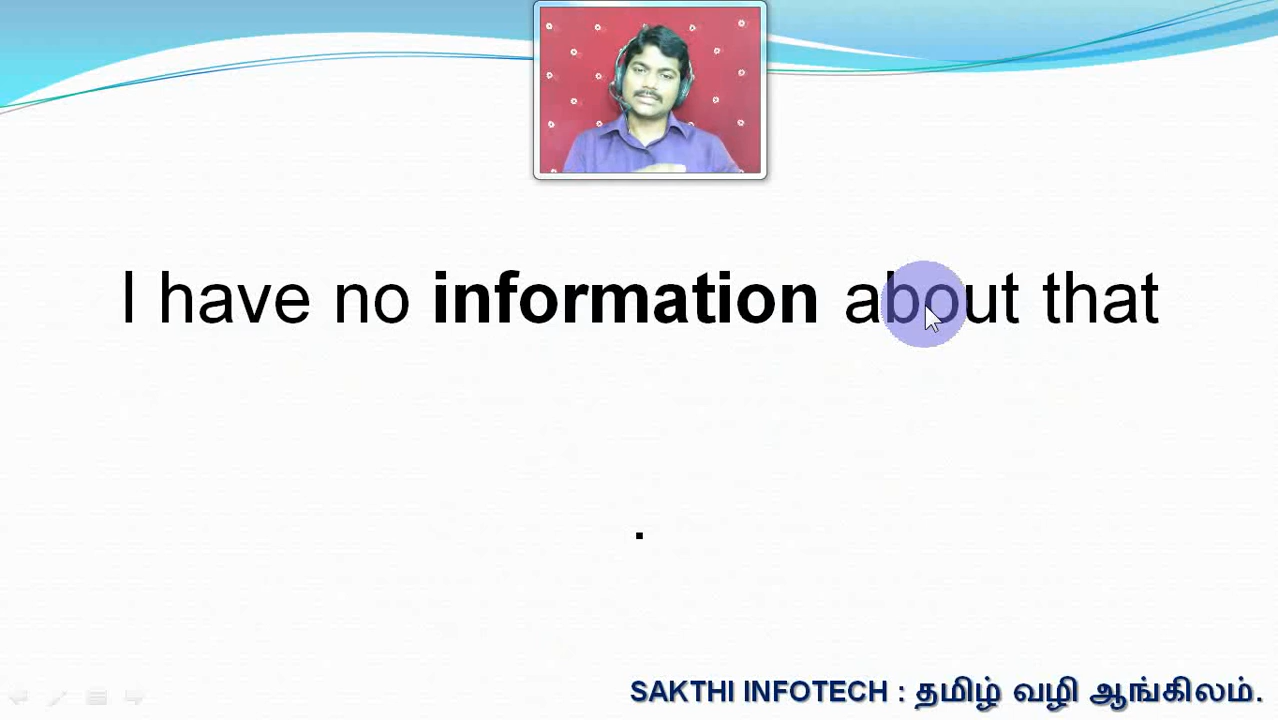 I have no information about that
.
SAKTHI INFOTECH : தமிழ் வழி ஆங்கிலம்.